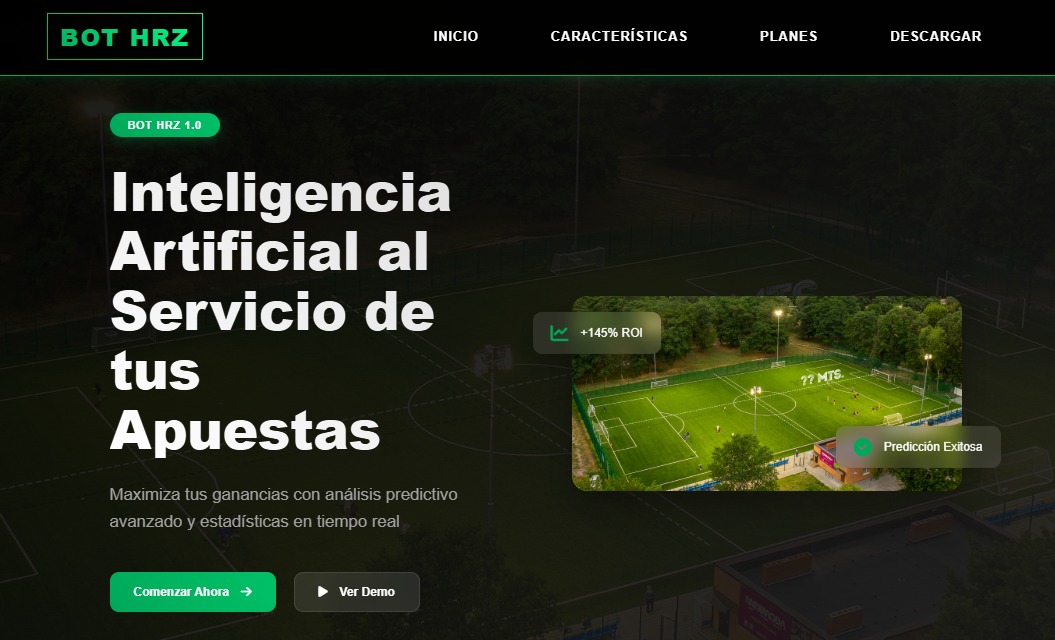 BOT HRZ
INICIO
CARACTERÍSTICAS
PLANES
DESCARGAR
BOT HRZ 1.0
Inteligencia
Artificial al
Servicio de
tus
Apuestas
+145% ROI
?? MTS.
Predicción Exitosa
Maximiza tus ganancias con análisis predictivo
avanzado y estadísticas en tiempo real
Comenzar Ahora
Ver Demo